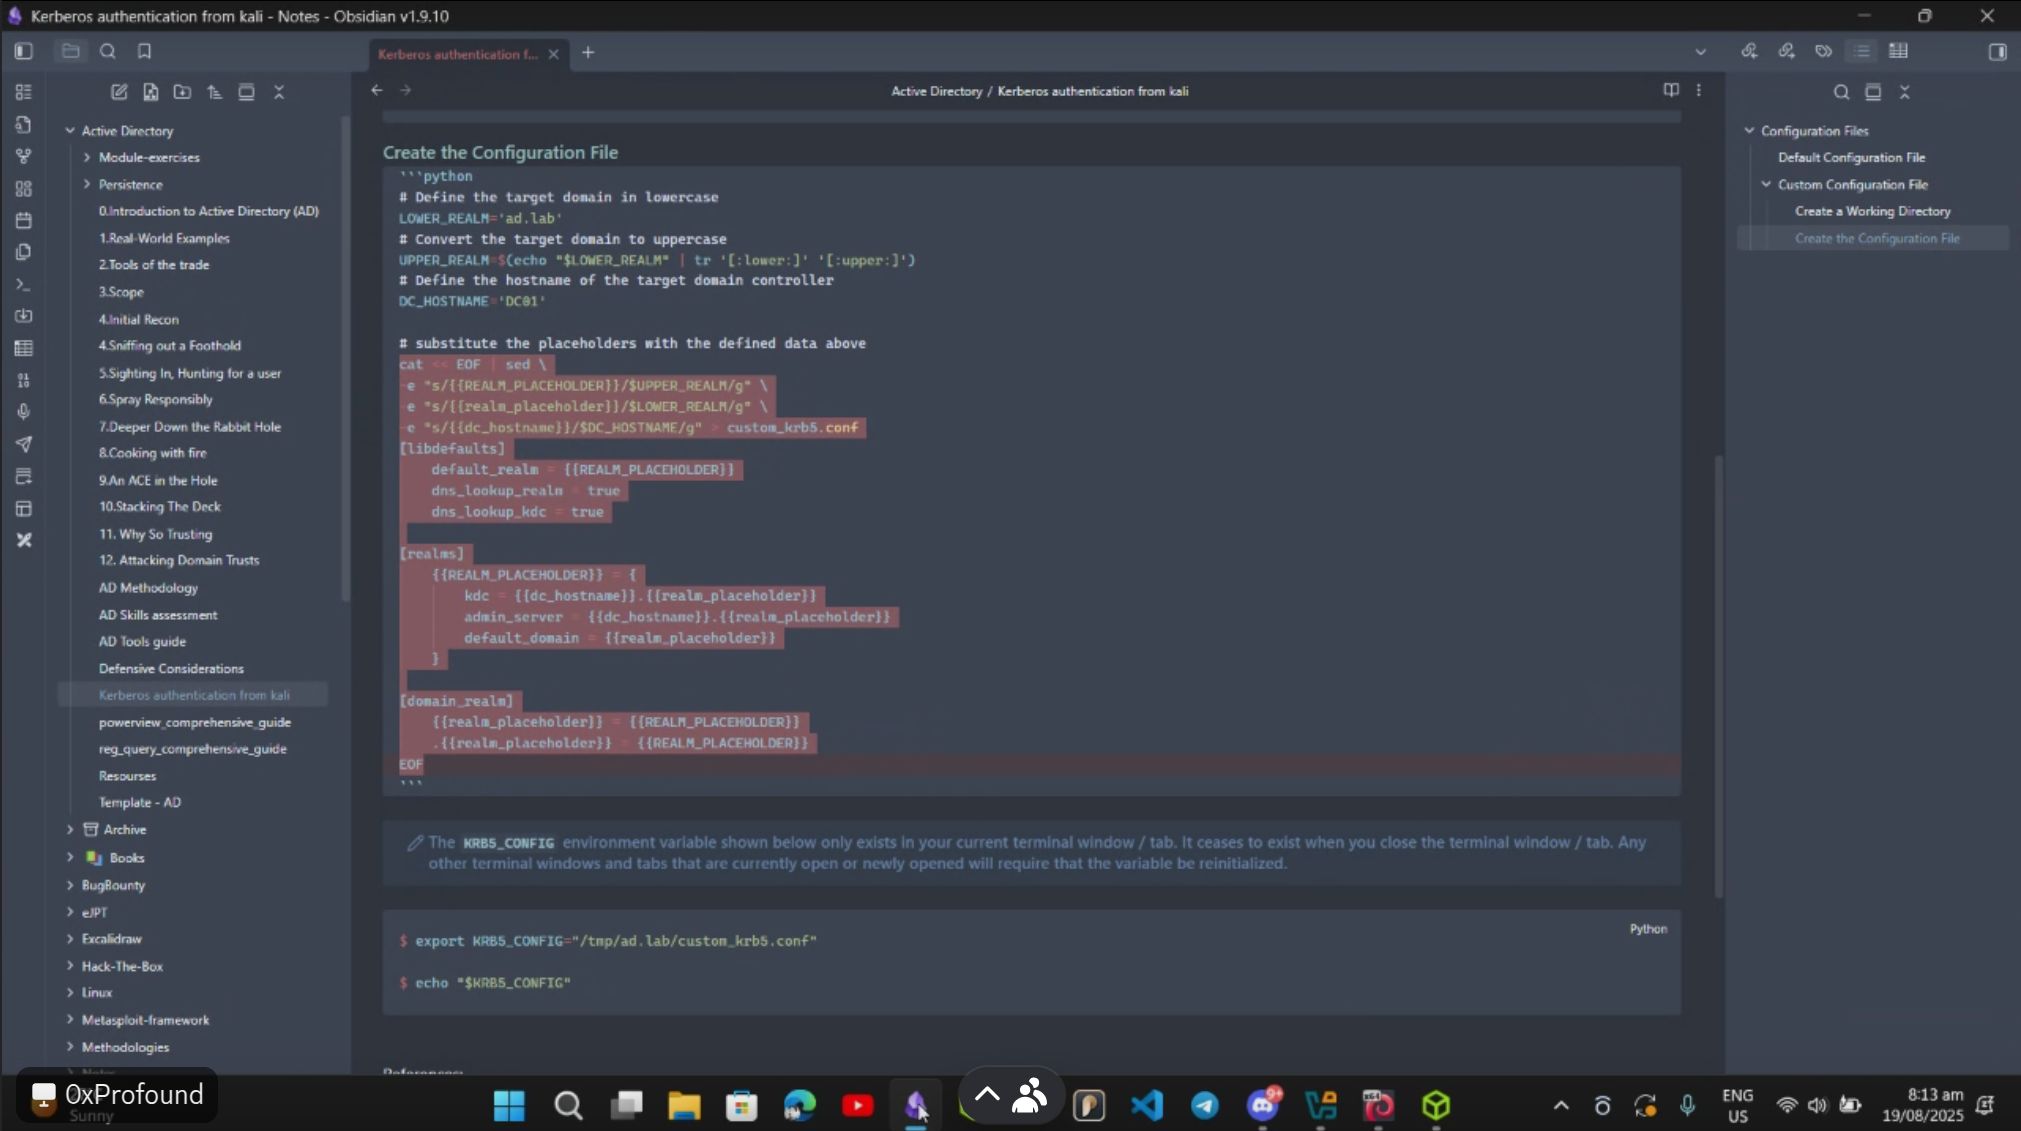 Kerberos authentication from kali - Notes - Obsidian v1.9.10
Kerberos authentication f...
Active Directory / Kerberos authentication from kali
Active Directory
Module-exercises
Persistence
0.Introduction to Active Directory (AD)
1.Real-World Examples
2.Tools of the trade
3.Scope
4.Initial Recon
4.Sniffing out a Foothold
5.Sighting In, Hunting for a user
6.Spray Responsibly
7.Deeper Down the Rabbit Hole
8.Cooking with fire
9.An ACE in the Hole
10.Stacking The Deck
11. Why So Trusting
12. Attacking Domain Trusts
AD Methodology
AD Skills assessment
AD Tools guide
Defensive Considerations
Kerberos authentication from kali
powerview_comprehensive_guide
reg_query_comprehensive_guide
Resourses
Template - AD
Archive
Books
BugBounty
eJPT
Excalidraw
Hack-The-Box
Linux
Metasploit-framework
Methodologies
Create the Configuration File
```python
# Define the target domain in lowercase
LOWER_REALM='ad.lab'
# Convert the target domain to uppercase
UPPER_REALM=$(echo "$LOWER_REALM" | tr '[:lower:]' '[:upper:]')
# Define the hostname of the target domain controller
DC_HOSTNAME='DC01'
# substitute the placeholders with the defined data above
cat << EOF | sed \
-e "s/{{REALM_PLACEHOLDER}}/$UPPER_REALM/g" \
-e "s/{{realm_placeholder}}/$LOWER_REALM/g" \
-e "s/{{dc_hostname}}/$DC_HOSTNAME/g" > custom_krb5.conf
[libdefaults]
default_realm = {{REALM_PLACEHOLDER}}
dns_lookup_realm = true
dns_lookup_kdc = true
[realms]
{{REALM_PLACEHOLDER}} = {
kdc = {{dc_hostname}}.{{realm_placeholder}}
admin_server = {{dc_hostname}}.{{realm_placeholder}}
default_domain = {{realm_placeholder}}
}
[domain_realm]
{{realm_placeholder}} = {{REALM_PLACEHOLDER}}
.{{realm_placeholder}} = {{REALM_PLACEHOLDER}}
EOF
```
The KRB5_CONFIG environment variable shown below only exists in your current terminal window / tab. It ceases to exist when you close the terminal window / tab. Any
other terminal windows and tabs that are currently open or newly opened will require that the variable be reinitialized.
Python
$ export KRB5_CONFIG="/tmp/ad.lab/custom_krb5.conf"
$ echo "$KRB5_CONFIG"
References:
Configuration Files
Default Configuration File
Custom Configuration File
Create a Working Directory
Create the Configuration File
0xProfound
Sunny
9+
ENG
US
8:13 am
19/08/2025